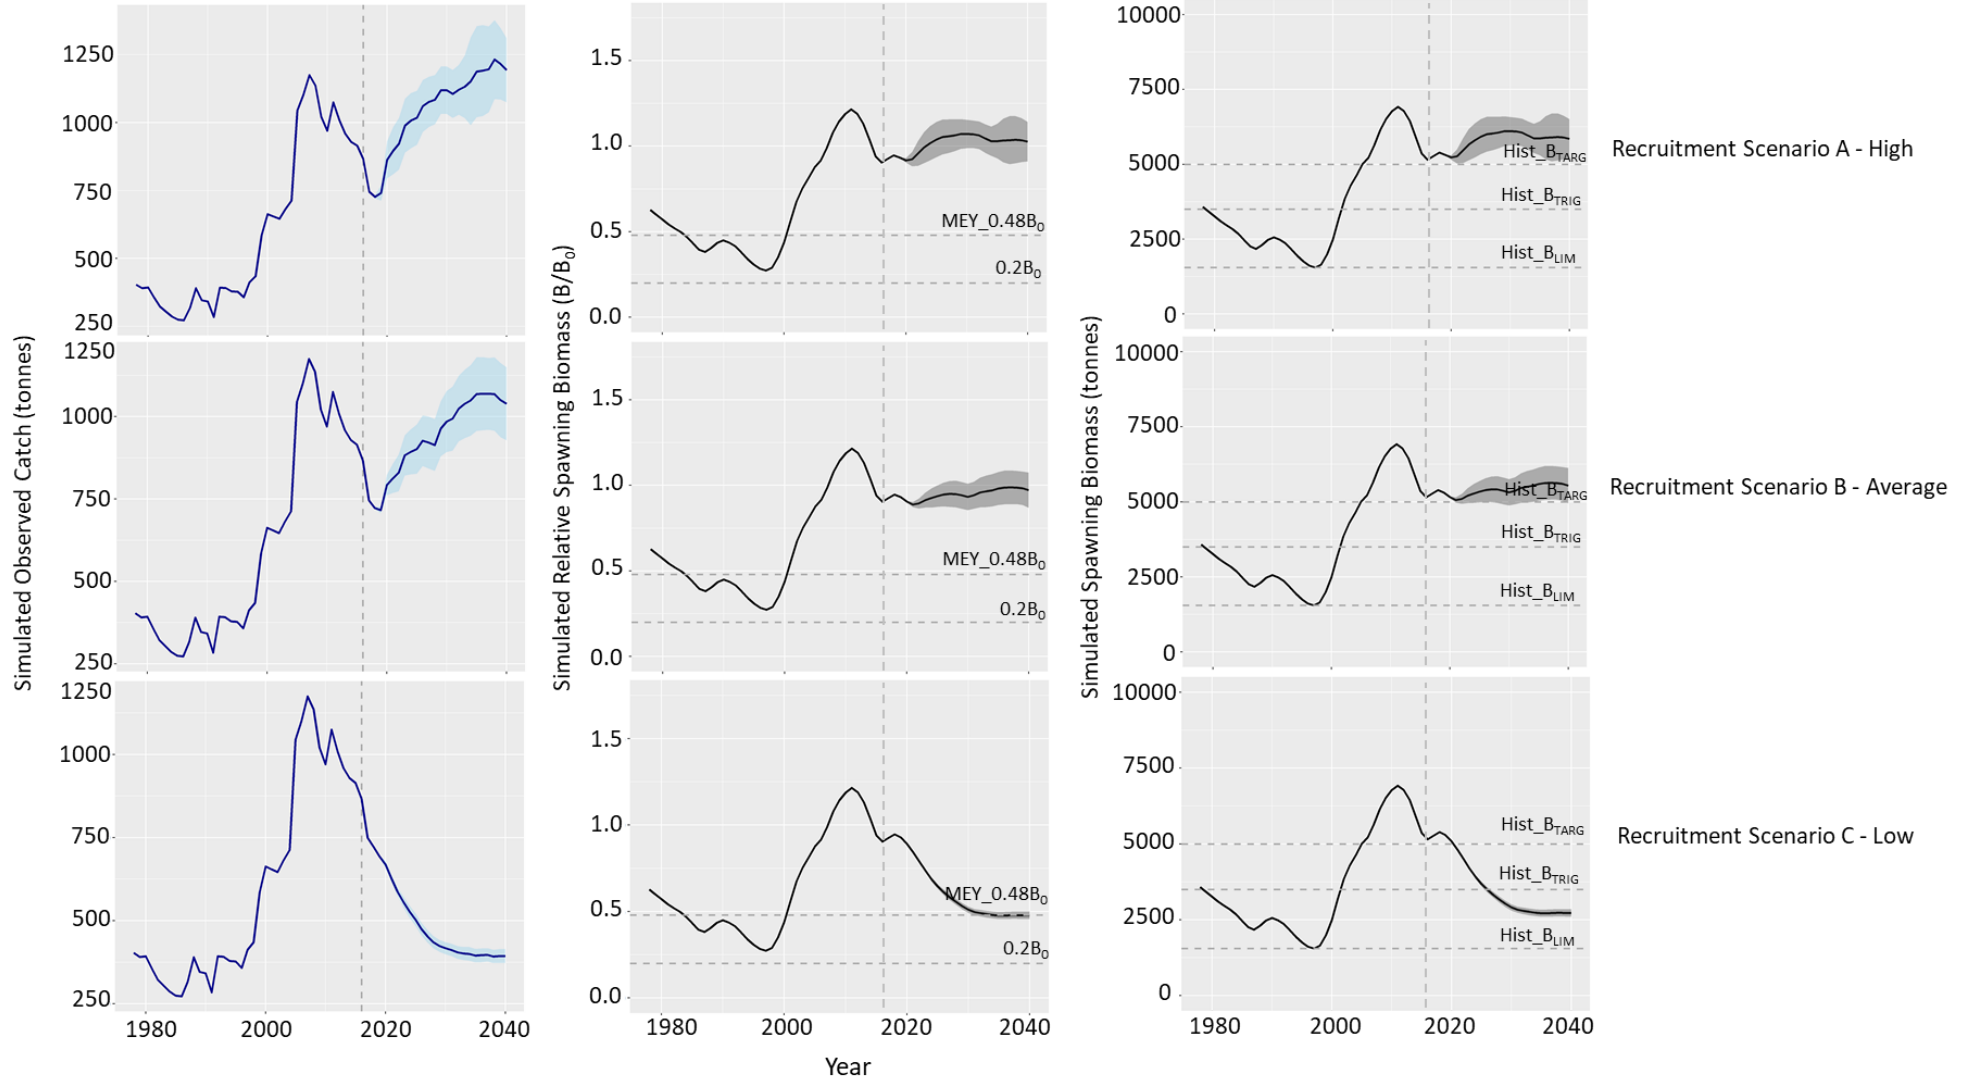 Simulated Observed Catch (tonnes)
1250
1000
750
500
250
1250
1000
750
500
250
1250
1000
750
500
250
1980
2000
2020
2040
Simulated Relative Spawning Biomass (B/B₀)
1.5
1.0
0.5
0.0
MEY_0.48B₀
0.2B₀
1.5
1.0
0.5
0.0
MEY_0.48B₀
0.2B₀
1.5
1.0
0.5
0.0
MEY_0.48B₀
0.2B₀
1980
2000
2020
2040
Year
Simulated Spawning Biomass (tonnes)
10000
7500
5000
2500
0
Hist_BTARG
Hist_BTRIG
Hist_BLIM
Recruitment Scenario A - High
10000
7500
5000
2500
0
Hist_BTARG
Hist_BTRIG
Hist_BLIM
Recruitment Scenario B - Average
10000
7500
5000
2500
0
Hist_BTARG
Hist_BTRIG
Hist_BLIM
Recruitment Scenario C - Low
1980
2000
2020
2040